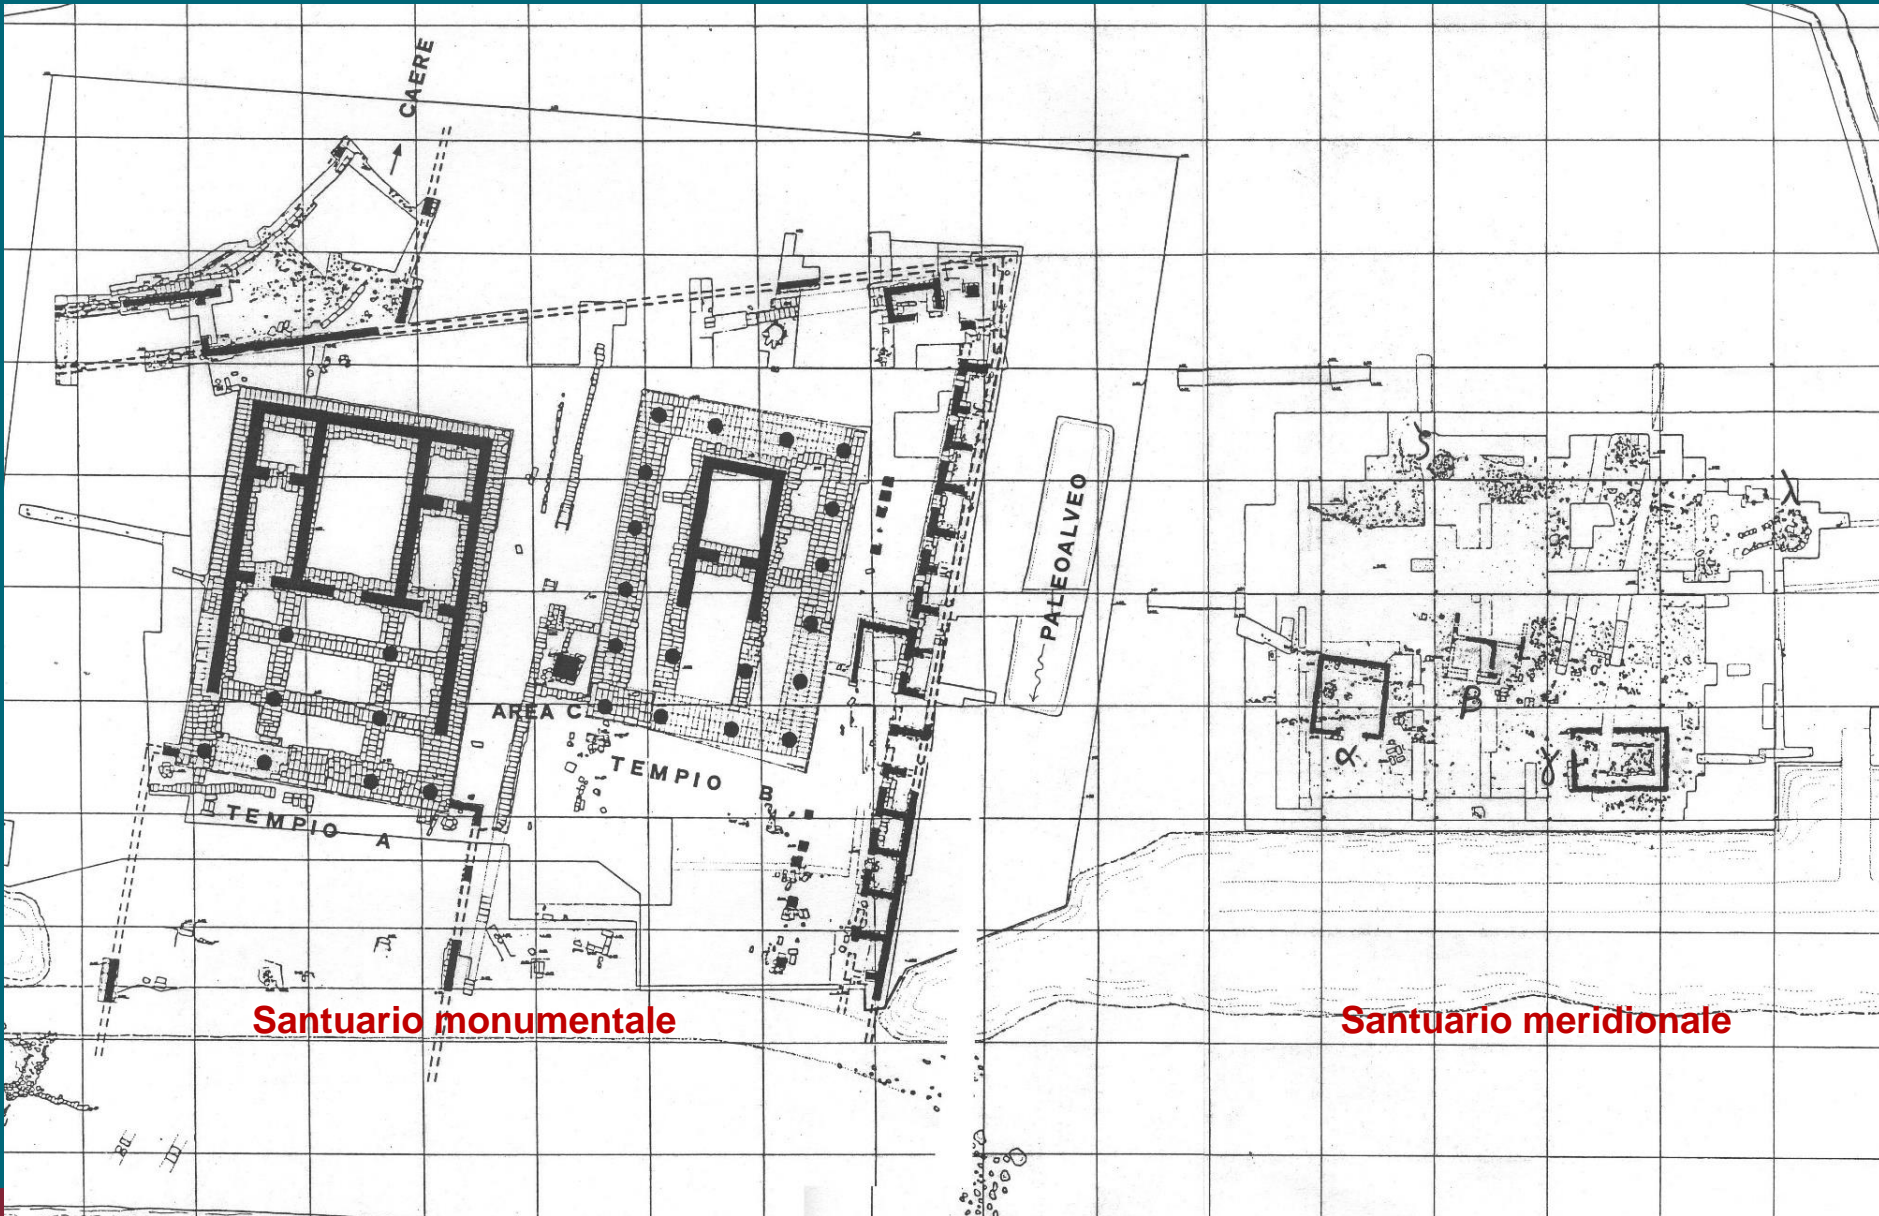 CAERE
PALEOALVEO
AREA C
TEMPIO B
TEMPIO A
λ
β
α
γ
Santuario monumentale
Santuario meridionale